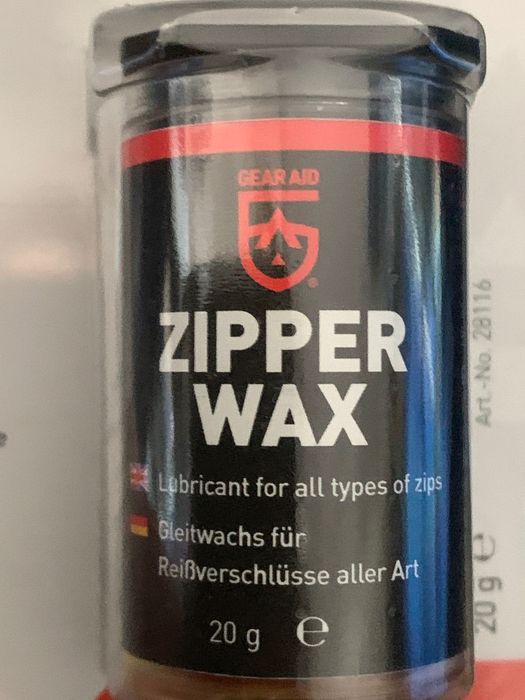 GEAR AID
ZIPPER
WAX
Lubricant for all types of zips
Gleitwachs für
Reißverschlüsse aller Art
20 g ℮
Art.-No. 28116
20 g ℮